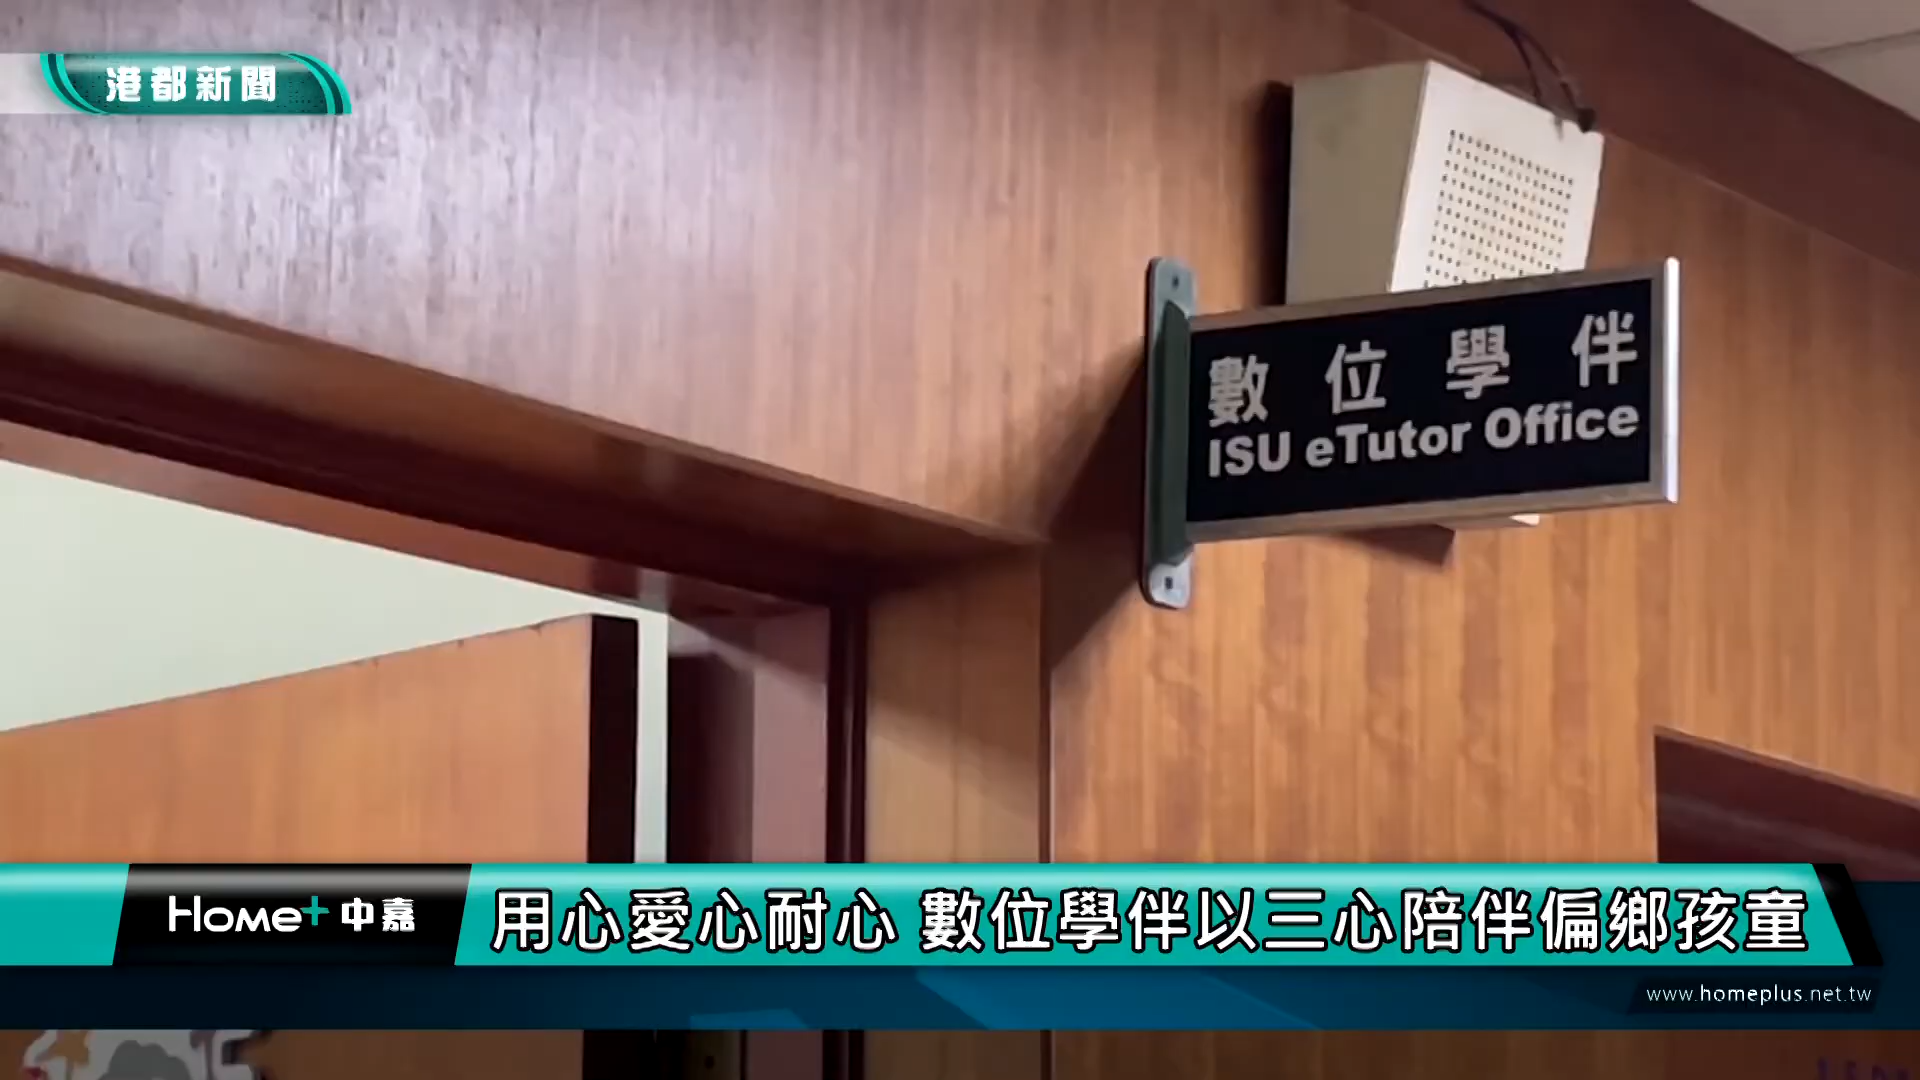 港都新聞
數位學伴
ISU eTutor Office
Home+ 中嘉
用心愛心耐心 數位學伴以三心陪伴偏鄉孩童
www.homeplus.net.tw